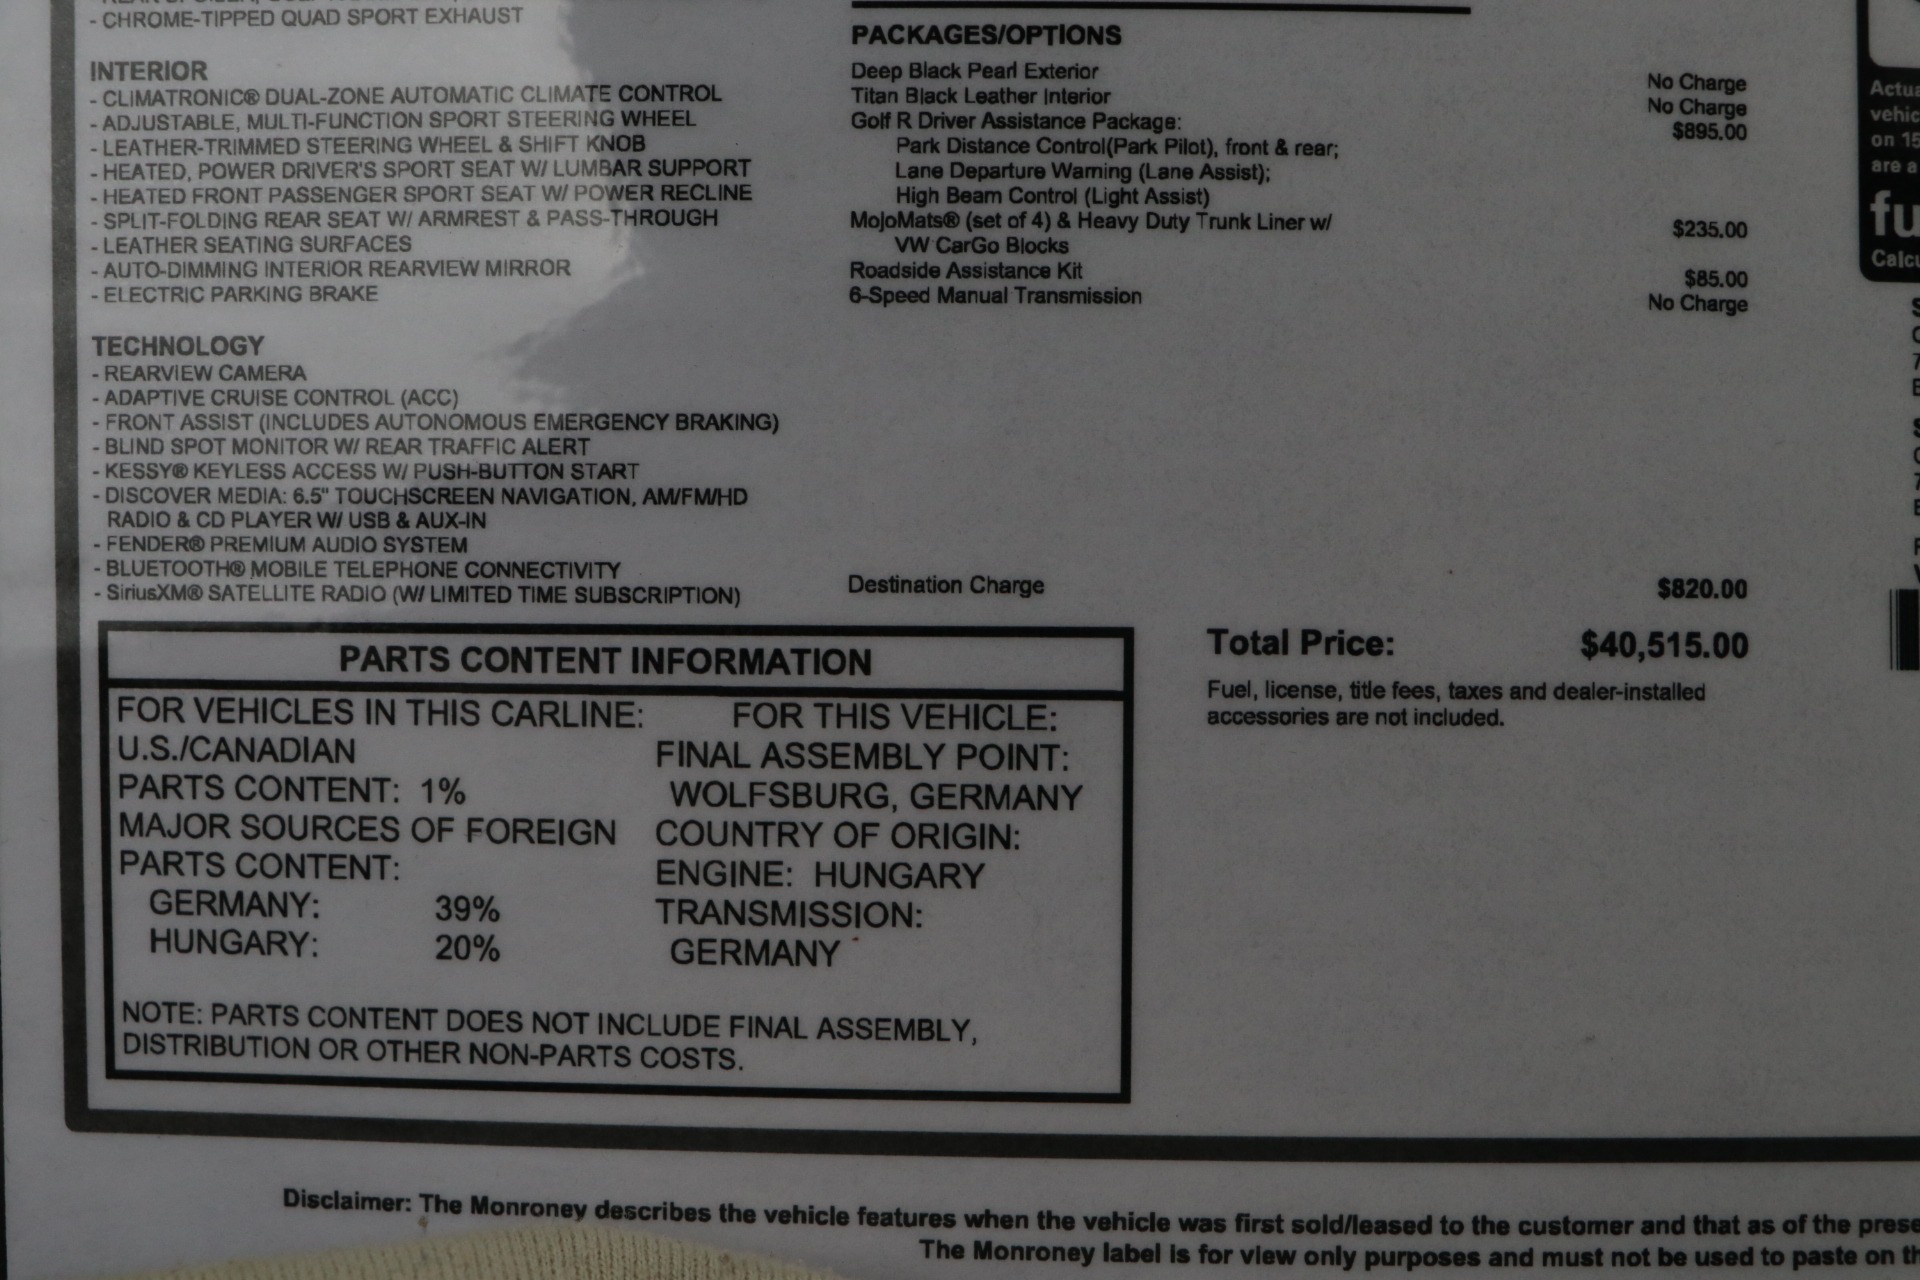 - CHROME-TIPPED QUAD SPORT EXHAUST
INTERIOR
- CLIMATRONIC® DUAL-ZONE AUTOMATIC CLIMATE CONTROL
- ADJUSTABLE, MULTI-FUNCTION SPORT STEERING WHEEL
- LEATHER-TRIMMED STEERING WHEEL & SHIFT KNOB
- HEATED, POWER DRIVER'S SPORT SEAT W/ LUMBAR SUPPORT
- HEATED FRONT PASSENGER SPORT SEAT W/ POWER RECLINE
- SPLIT-FOLDING REAR SEAT W/ ARMREST & PASS-THROUGH
- LEATHER SEATING SURFACES
- AUTO-DIMMING INTERIOR REARVIEW MIRROR
- ELECTRIC PARKING BRAKE
TECHNOLOGY
- REARVIEW CAMERA
- ADAPTIVE CRUISE CONTROL (ACC)
- FRONT ASSIST (INCLUDES AUTONOMOUS EMERGENCY BRAKING)
- BLIND SPOT MONITOR W/ REAR TRAFFIC ALERT
- KESSY® KEYLESS ACCESS W/ PUSH-BUTTON START
- DISCOVER MEDIA: 6.5" TOUCHSCREEN NAVIGATION, AM/FM/HD
RADIO & CD PLAYER W/ USB & AUX-IN
- FENDER® PREMIUM AUDIO SYSTEM
- BLUETOOTH® MOBILE TELEPHONE CONNECTIVITY
- SiriusXM® SATELLITE RADIO (W/ LIMITED TIME SUBSCRIPTION)
PACKAGES/OPTIONS
Deep Black Pearl Exterior No Charge
Titan Black Leather Interior No Charge
Golf R Driver Assistance Package: $895.00
Park Distance Control(Park Pilot), front & rear;
Lane Departure Warning (Lane Assist);
High Beam Control (Light Assist)
MojoMats® (set of 4) & Heavy Duty Trunk Liner w/ $235.00
VW CarGo Blocks
Roadside Assistance Kit $85.00
6-Speed Manual Transmission No Charge
Destination Charge $820.00
Total Price: $40,515.00
Fuel, license, title fees, taxes and dealer-installed
accessories are not included.
PARTS CONTENT INFORMATION
FOR VEHICLES IN THIS CARLINE:
U.S./CANADIAN
PARTS CONTENT: 1%
MAJOR SOURCES OF FOREIGN
PARTS CONTENT:
GERMANY: 39%
HUNGARY: 20%
FOR THIS VEHICLE:
FINAL ASSEMBLY POINT:
WOLFSBURG, GERMANY
COUNTRY OF ORIGIN:
ENGINE: HUNGARY
TRANSMISSION:
GERMANY
NOTE: PARTS CONTENT DOES NOT INCLUDE FINAL ASSEMBLY,
DISTRIBUTION OR OTHER NON-PARTS COSTS.
on 15
are a
fu
Disclaimer: The Monroney describes the vehicle features when the vehicle was first sold/leased to the customer and that as of the prese
The Monroney label is for view only purposes and must not be used to paste on th